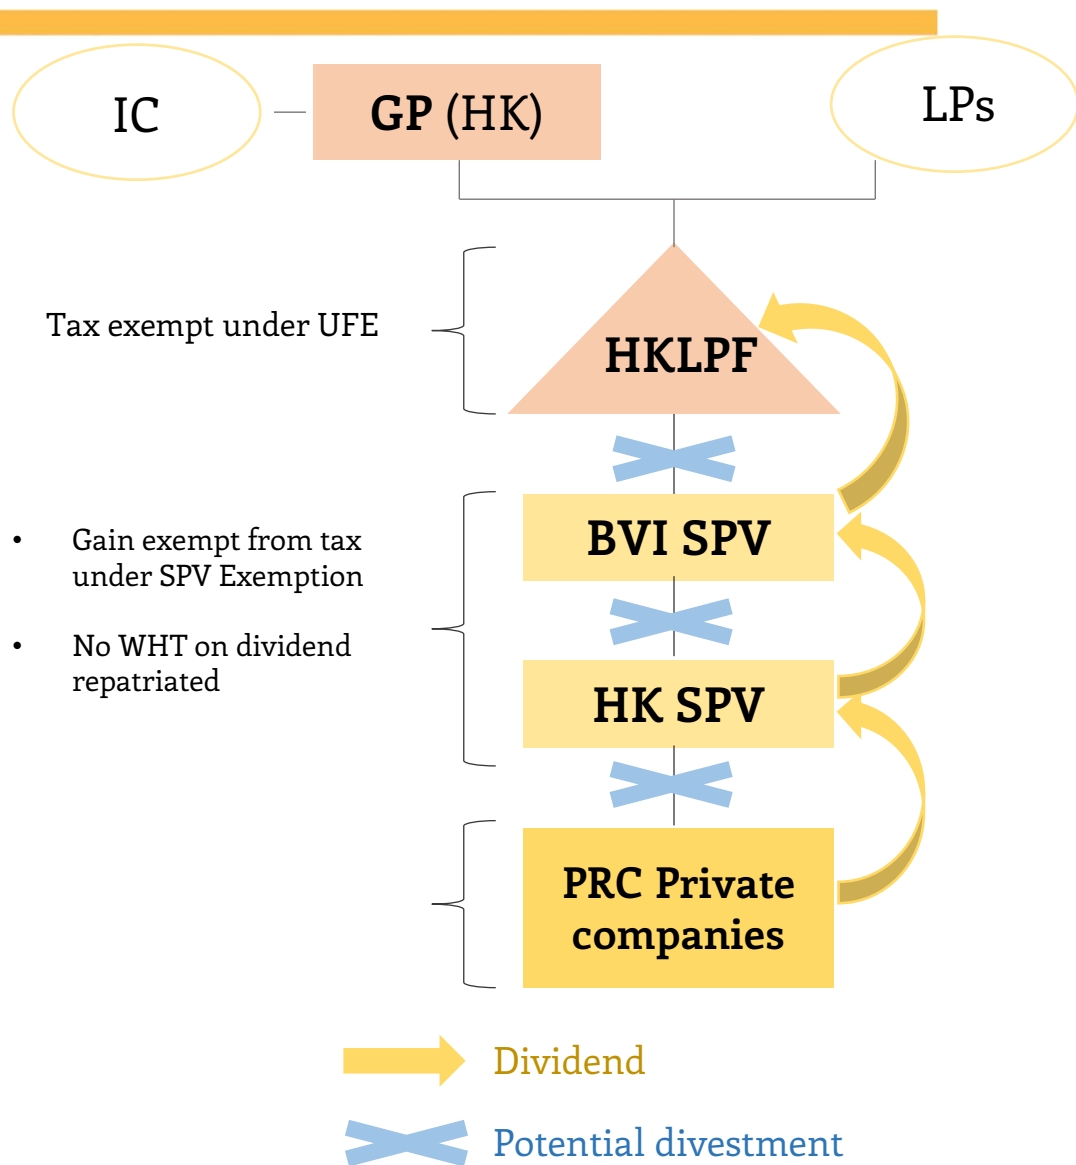 IC
GP (HK)
LPs
Tax exempt under UFE
HKLPF
• Gain exempt from tax
under SPV Exemption
• No WHT on dividend
repatriated
BVI SPV
HK SPV
PRC Private
companies
Dividend
Potential divestment